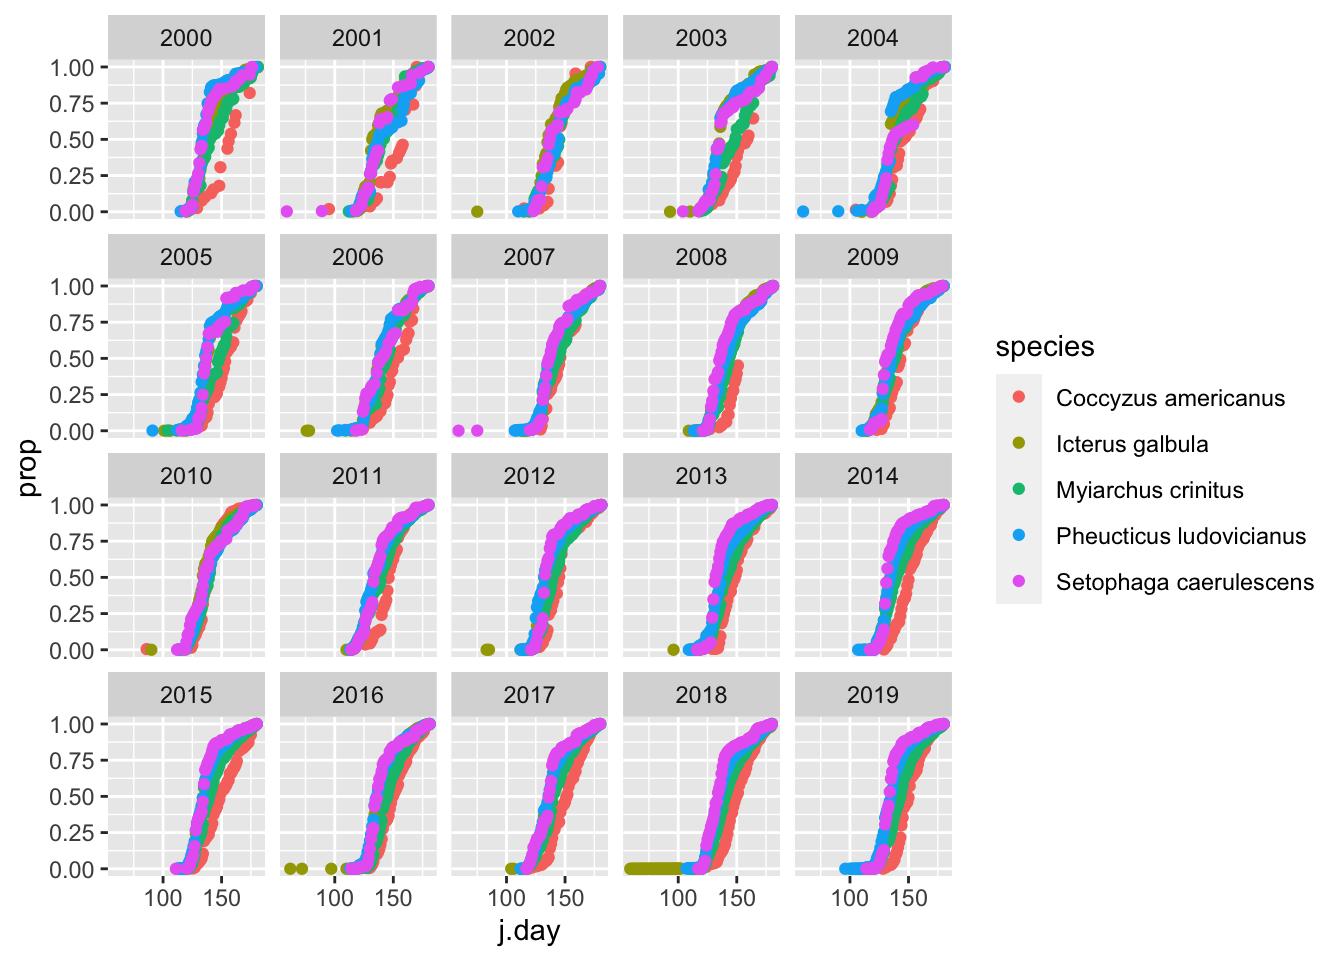 2000 2001 2002 2003 2004
1.00
0.75
0.50
0.25
0.00
2005 2006 2007 2008 2009
1.00
0.75
0.50
0.25
0.00
2010 2011 2012 2013 2014
1.00
0.75
0.50
0.25
0.00
2015 2016 2017 2018 2019
1.00
0.75
0.50
0.25
0.00
100 150 100 150 100 150 100 150 100 150
j.day
prop
species
Coccyzus americanus
Icterus galbula
Myiarchus crinitus
Pheucticus ludovicianus
Setophaga caerulescens